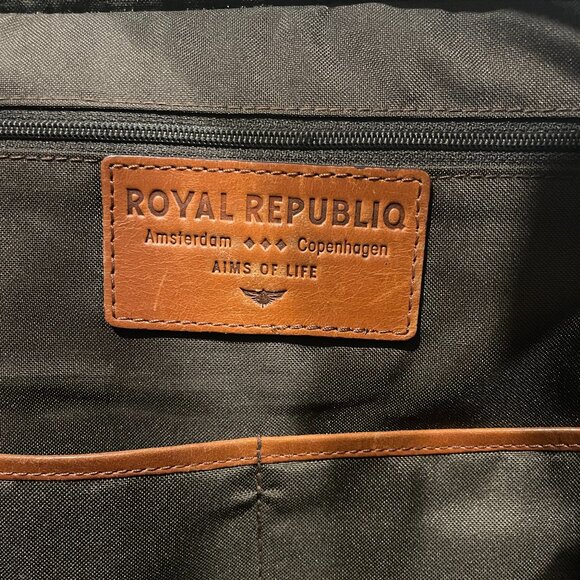 ROYAL REPUBLIQ
Amsterdam ⬥⬥⬥ Copenhagen
AIMS OF LIFE